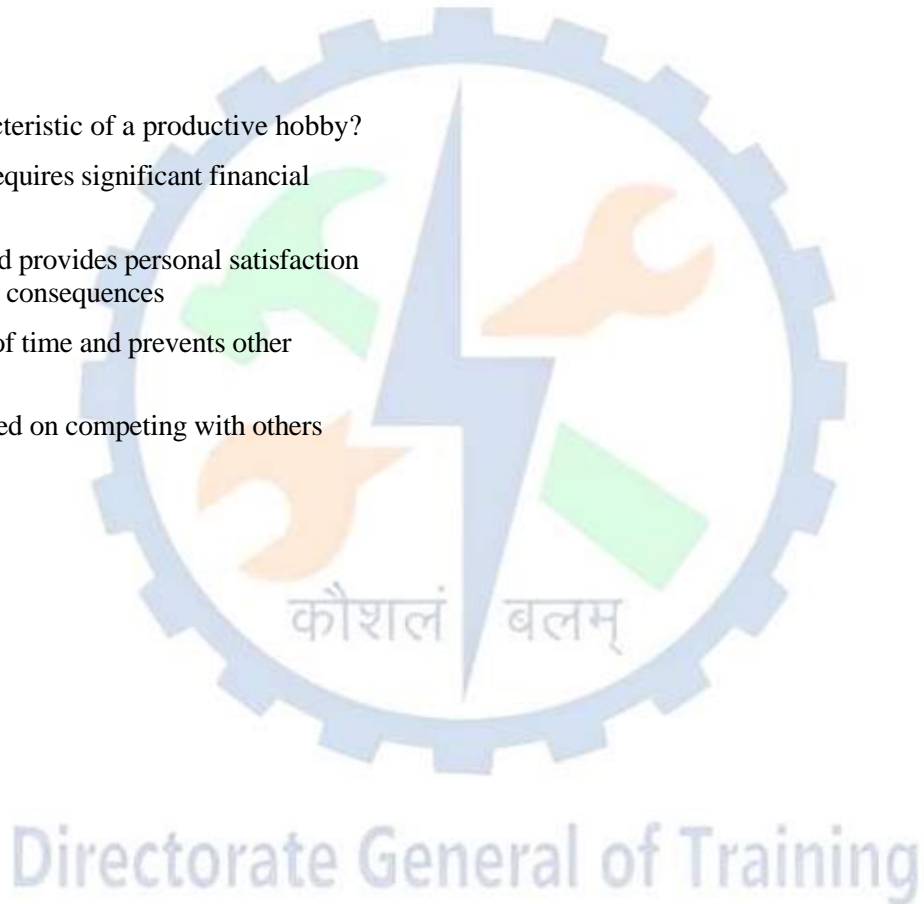 cteristic of a productive hobby?
equires significant financial
d provides personal satisfaction
consequences
of time and prevents other
ed on competing with others
कौशलं बलम्
Directorate General of Training